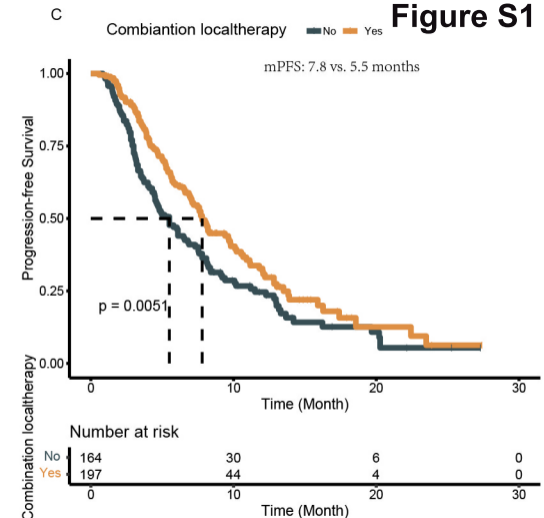 C
Figure S1
Combiantion localtherapy No Yes
mPFS: 7.8 vs. 5.5 months
Progression-free Survival
1.00
0.75
0.50
0.25
0.00
p = 0.0051
0 10 20 30
Time (Month)
Combination localtherapy
Number at risk
No 164 30 6 0
Yes 197 44 4 0
0 10 20 30
Time (Month)